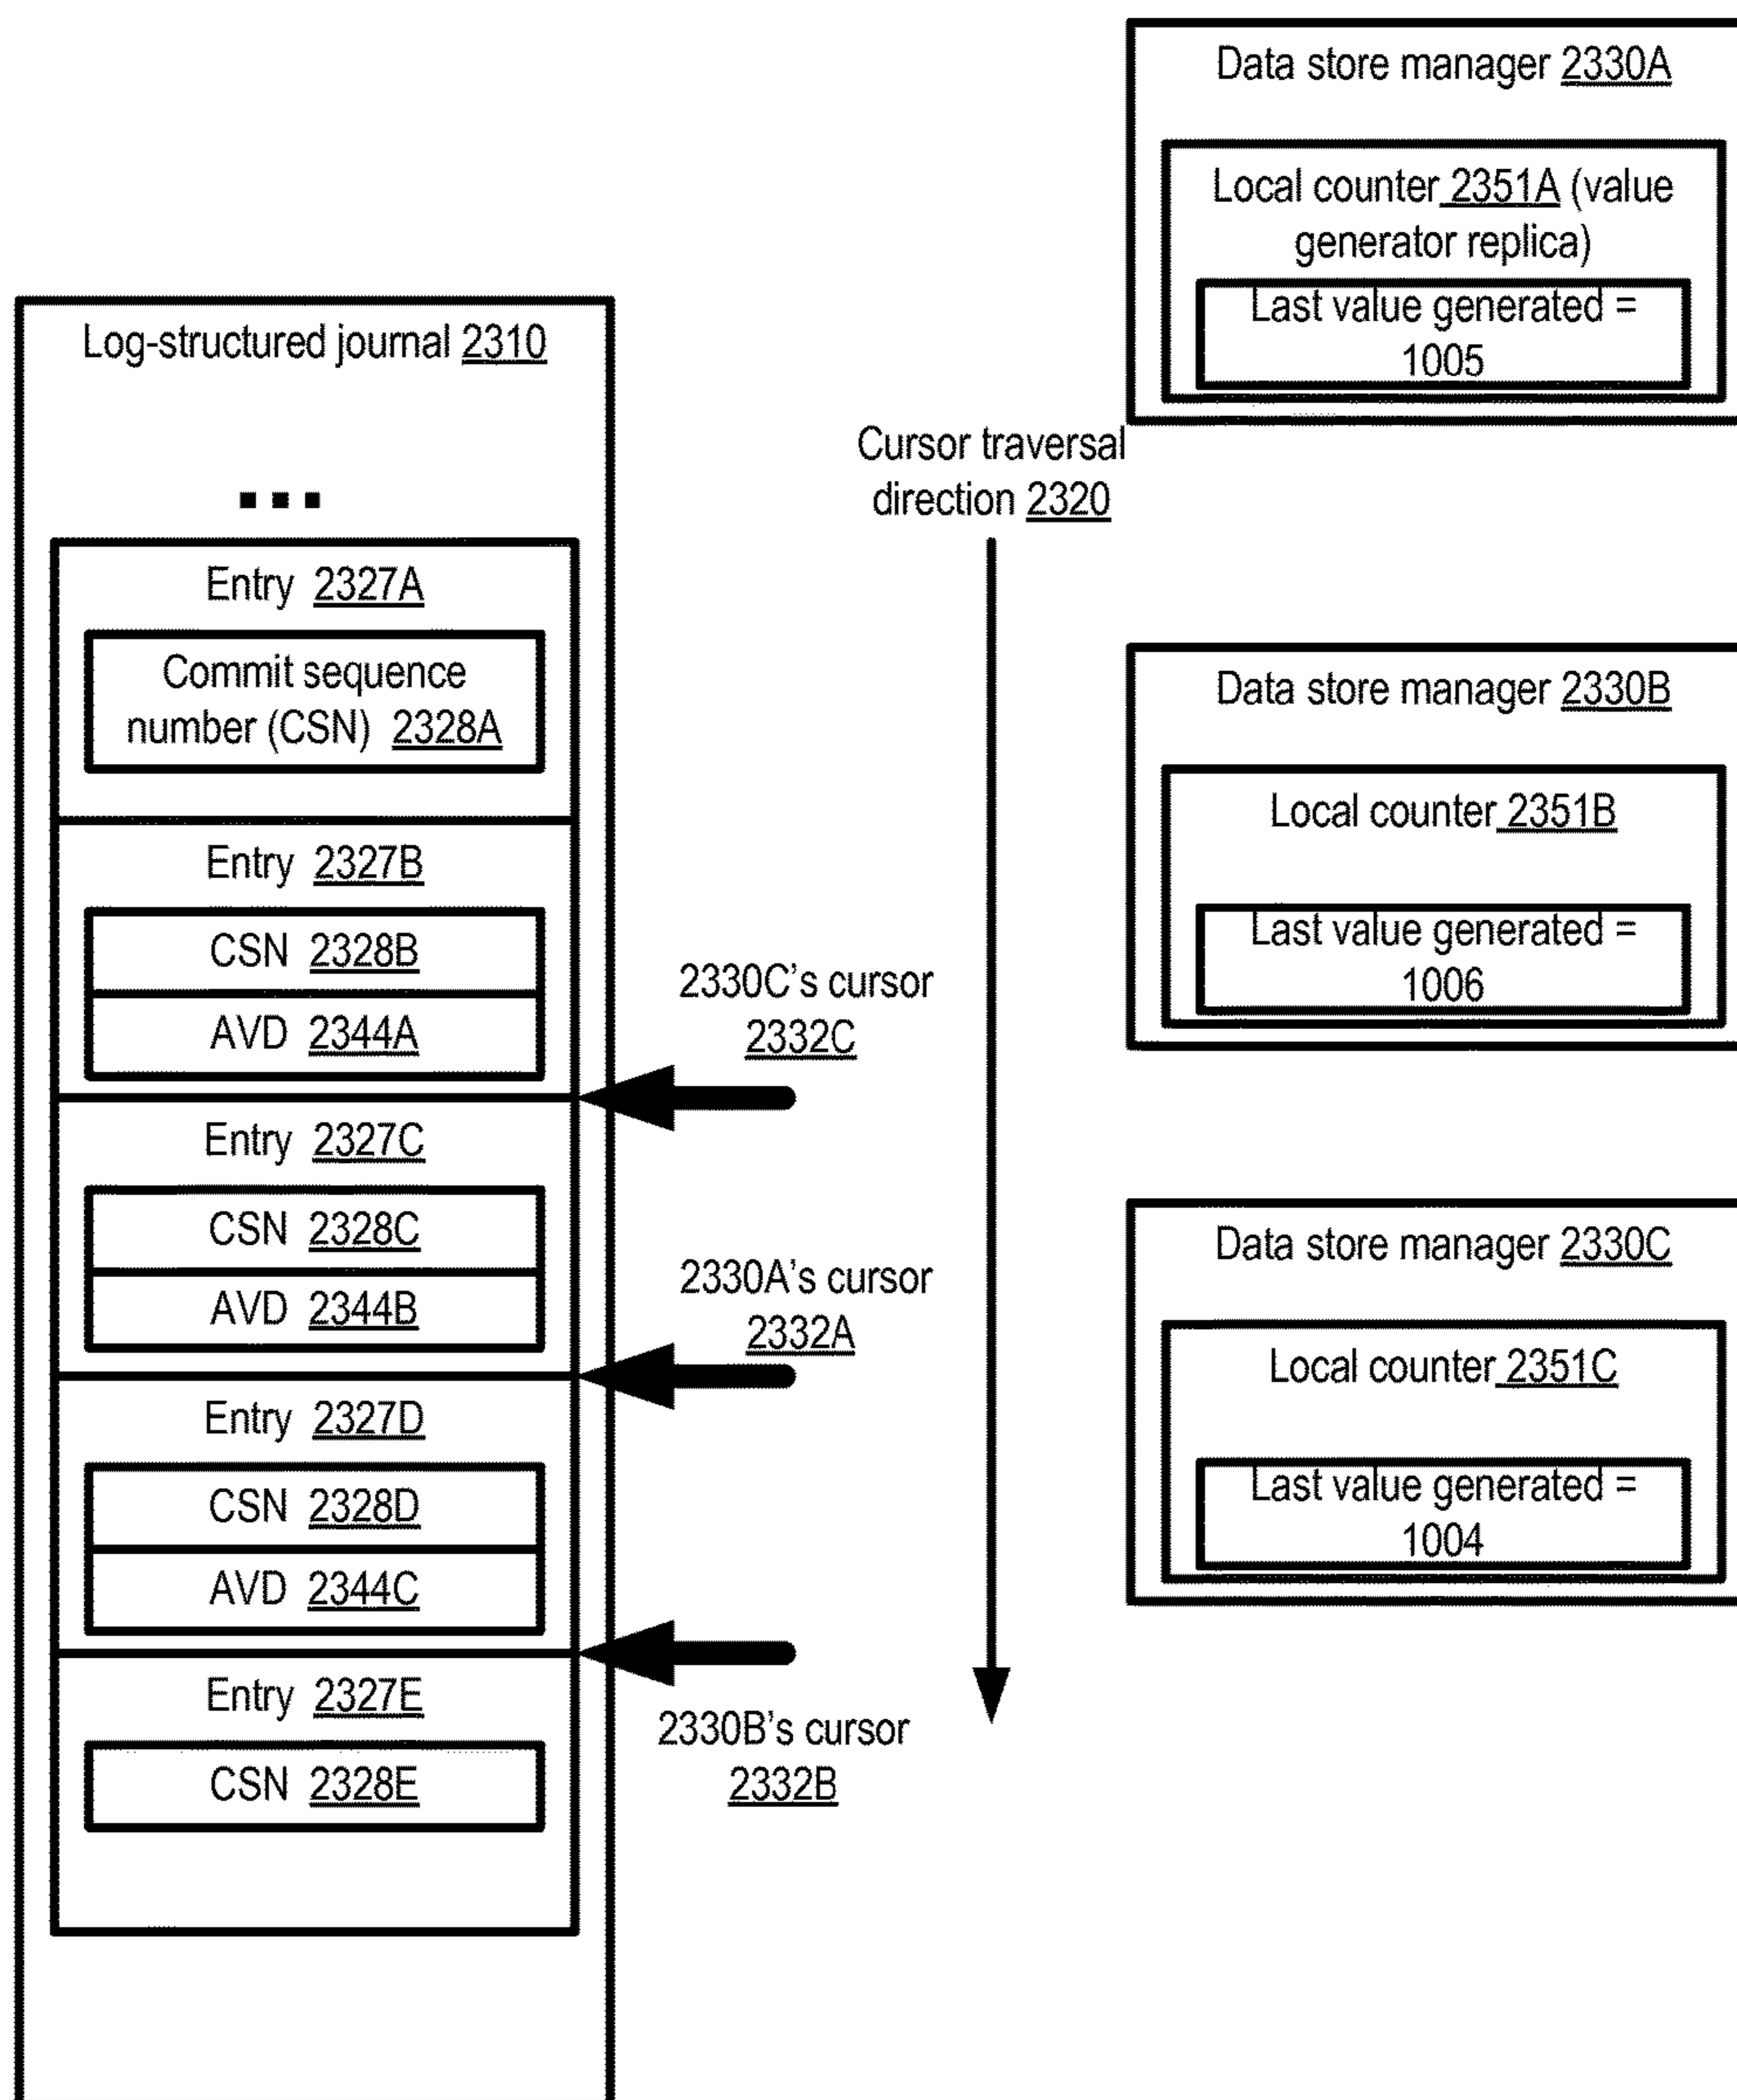 Log-structured journal 2310
...
Entry 2327A
Commit sequence
number (CSN) 2328A
Entry 2327B
CSN 2328B
AVD 2344A
Entry 2327C
CSN 2328C
AVD 2344B
Entry 2327D
CSN 2328D
AVD 2344C
Entry 2327E
CSN 2328E
2330C's cursor
2332C
2330A's cursor
2332A
2330B's cursor
2332B
Cursor traversal
direction 2320
Data store manager 2330A
Local counter 2351A (value
generator replica)
Last value generated =
1005
Data store manager 2330B
Local counter 2351B
Last value generated =
1006
Data store manager 2330C
Local counter 2351C
Last value generated =
1004